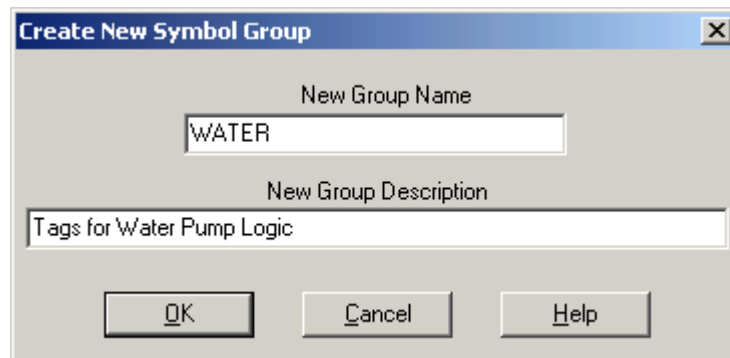 Create New Symbol Group
New Group Name
WATER
New Group Description
Tags for Water Pump Logic
OK Cancel Help